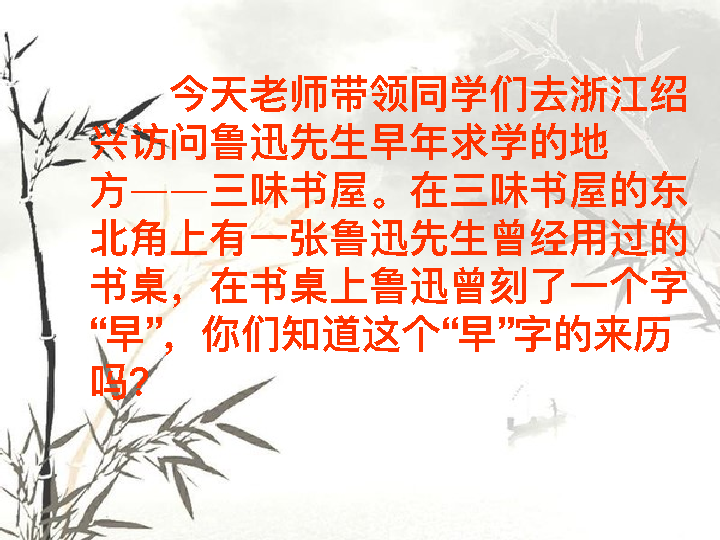 今天老师带领同学们去浙江绍
兴访问鲁迅先生早年求学的地
方——三味书屋。在三味书屋的东
北角上有一张鲁迅先生曾经用过的
书桌，在书桌上鲁迅曾刻了一个字
“早”，你们知道这个“早”字的来历
吗？